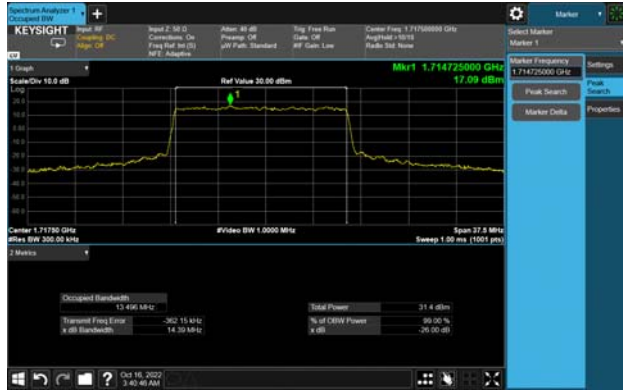 Spectrum Analyzer 1
Occupied BW
+
Marker
KEYSIGHT
Input: RF
Coupling: DC
Align: Off
Input Z: 50 Ω
Corrections: On
Freq Ref: Int (S)
NFE: Adaptive
Atten: 40 dB
Preamp: Off
µW Path: Standard
Trig: Free Run
Gate: Off
#IF Gain: Low
Center Freq: 1.717500000 GHz
Avg|Hold:>10/10
Radio Std: None
Select Marker
Marker 1
1 Graph
Scale/Div 10.0 dB
Ref Value 30.00 dBm
Mkr1 1.714725000 GHz
17.09 dBm
Log
1
Marker Frequency
1.714725000 GHz
Peak Search
Marker Delta
Settings
Peak
Search
Properties
Center 1.71750 GHz
#Video BW 1.0000 MHz
Span 37.5 MHz
#Res BW 300.00 kHz
Sweep 1.00 ms (1001 pts)
2 Metrics
Occupied Bandwidth
13.496 MHz
Total Power
31.4 dBm
Transmit Freq Error
-362.15 kHz
% of OBW Power
99.00 %
x dB Bandwidth
14.39 MHz
x dB
-26.00 dB
?
Oct 16, 2022
3:40:46 AM